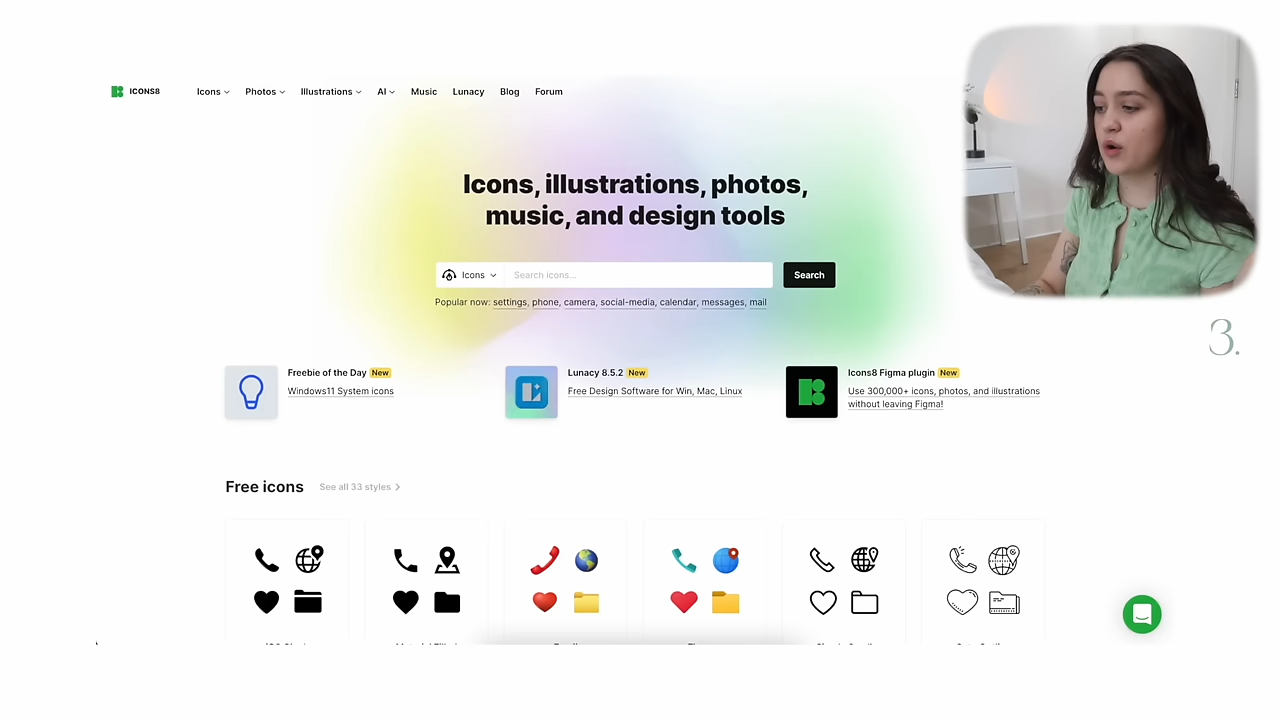 ICONS8
Icons
Photos
Illustrations
AI
Music
Lunacy
Blog
Forum
Icons, illustrations, photos,
music, and design tools
Icons
Search icons...
Search
Popular now: settings, phone, camera, social-media, calendar, messages, mail
3.
Freebie of the Day New
Windows11 System icons
Lunacy 8.5.2 New
Free Design Software for Win, Mac, Linux
Icons8 Figma plugin New
Use 300,000+ icons, photos, and illustrations
without leaving Figma!
Free icons
See all 33 styles